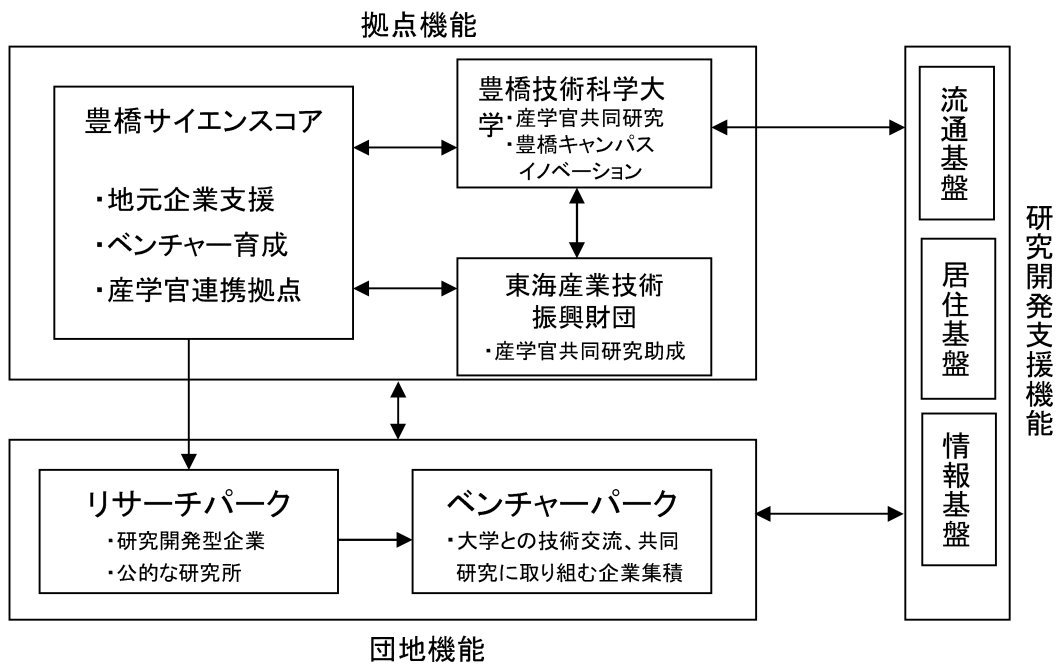 拠点機能
豊橋サイエンスコア
・地元企業支援
・ベンチャー育成
・産学官連携拠点
豊橋技術科学大
学・産学官共同研究
・豊橋キャンパス
イノベーション
東海産業技術
振興財団
・産学官共同研究助成
リサーチパーク
・研究開発型企業
・公的な研究所
ベンチャーパーク
・大学との技術交流、共同
研究に取り組む企業集積
団地機能
流通基盤
居住基盤
情報基盤
研究開発支援機能